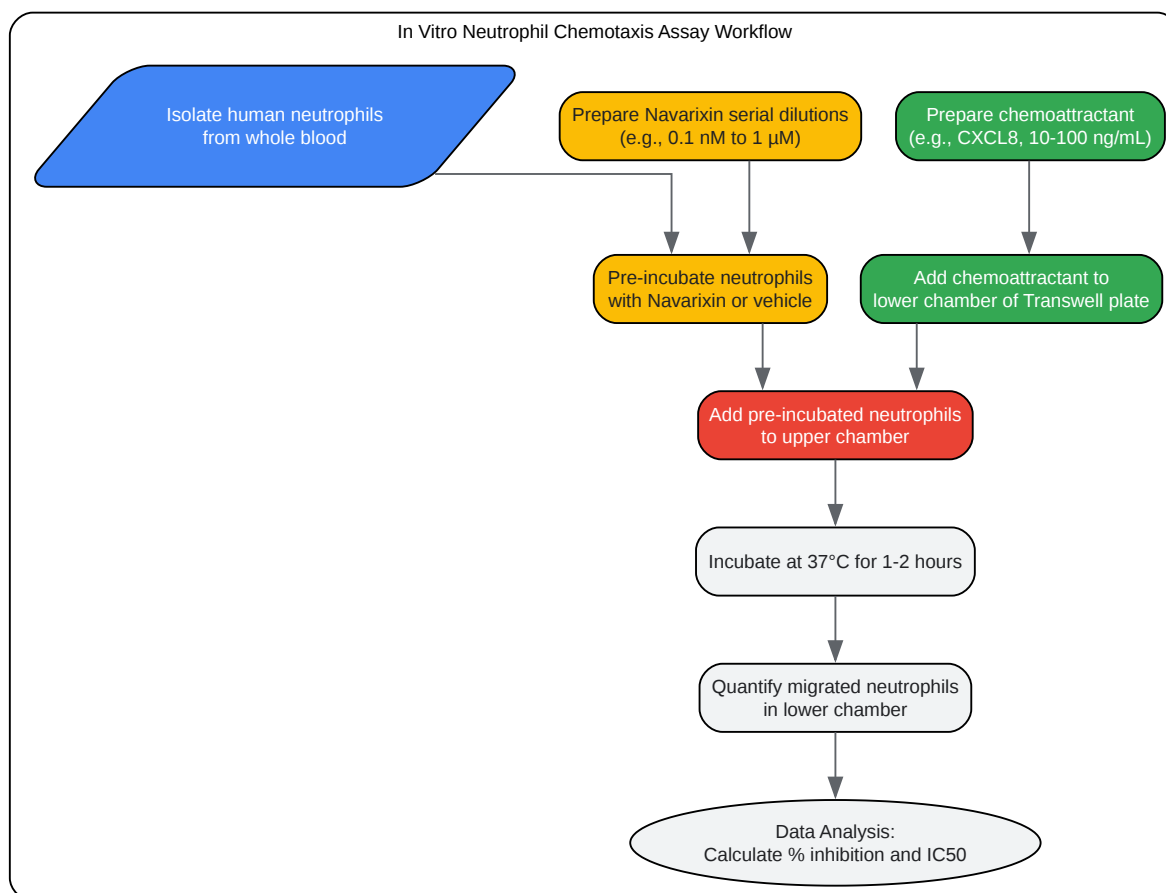 In Vitro Neutrophil Chemotaxis Assay Workflow
Isolate human neutrophils
from whole blood
Prepare Navarixin serial dilutions
(e.g., 0.1 nM to 1 µM)
Prepare chemoattractant
(e.g., CXCL8, 10-100 ng/mL)
Pre-incubate neutrophils
with Navarixin or vehicle
Add chemoattractant to
lower chamber of Transwell plate
Add pre-incubated neutrophils
to upper chamber
Incubate at 37°C for 1-2 hours
Quantify migrated neutrophils
in lower chamber
Data Analysis:
Calculate % inhibition and IC50